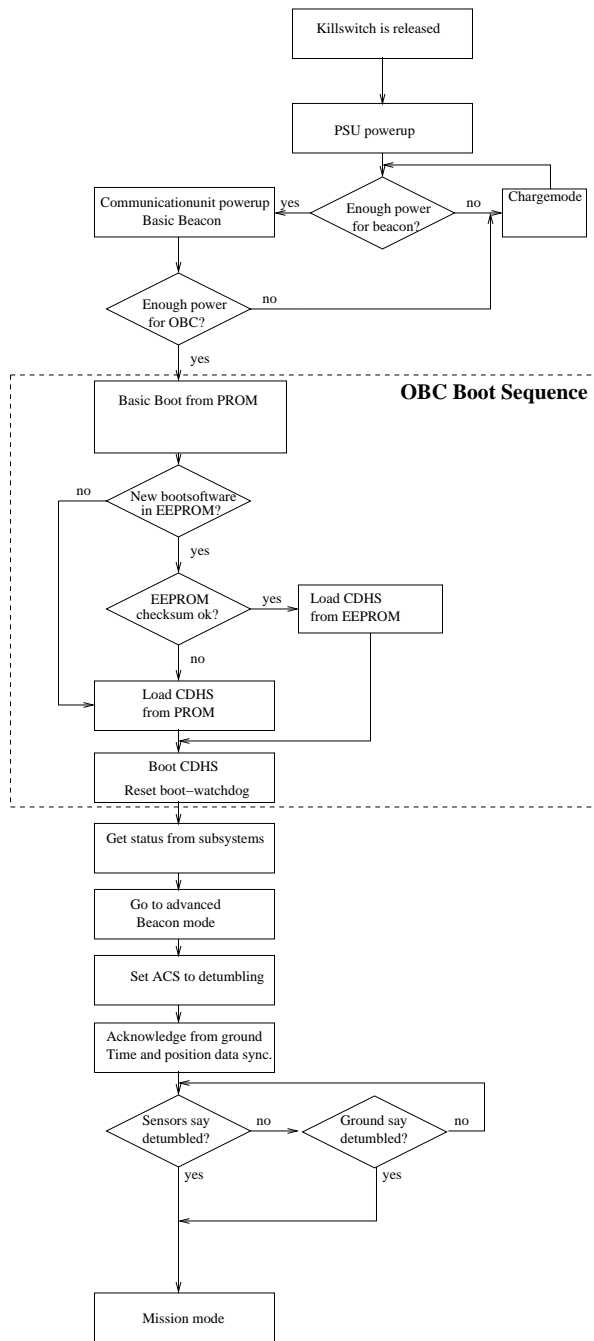 Killswitch is released
PSU powerup
Communicationunit powerup
Basic Beacon
yes
Enough power
for beacon?
no
Chargemode
Enough power
for OBC?
no
yes
OBC Boot Sequence
Basic Boot from PROM
no
New bootsoftware
in EEPROM?
yes
EEPROM
checksum ok?
yes
Load CDHS
from EEPROM
no
Load CDHS
from PROM
Boot CDHS
Reset boot−watchdog
Get status from subsystems
Go to advanced
Beacon mode
Set ACS to detumbling
Acknowledge from ground
Time and position data sync.
Sensors say
detumbled?
no
Ground say
detumbled?
no
yes
yes
Mission mode